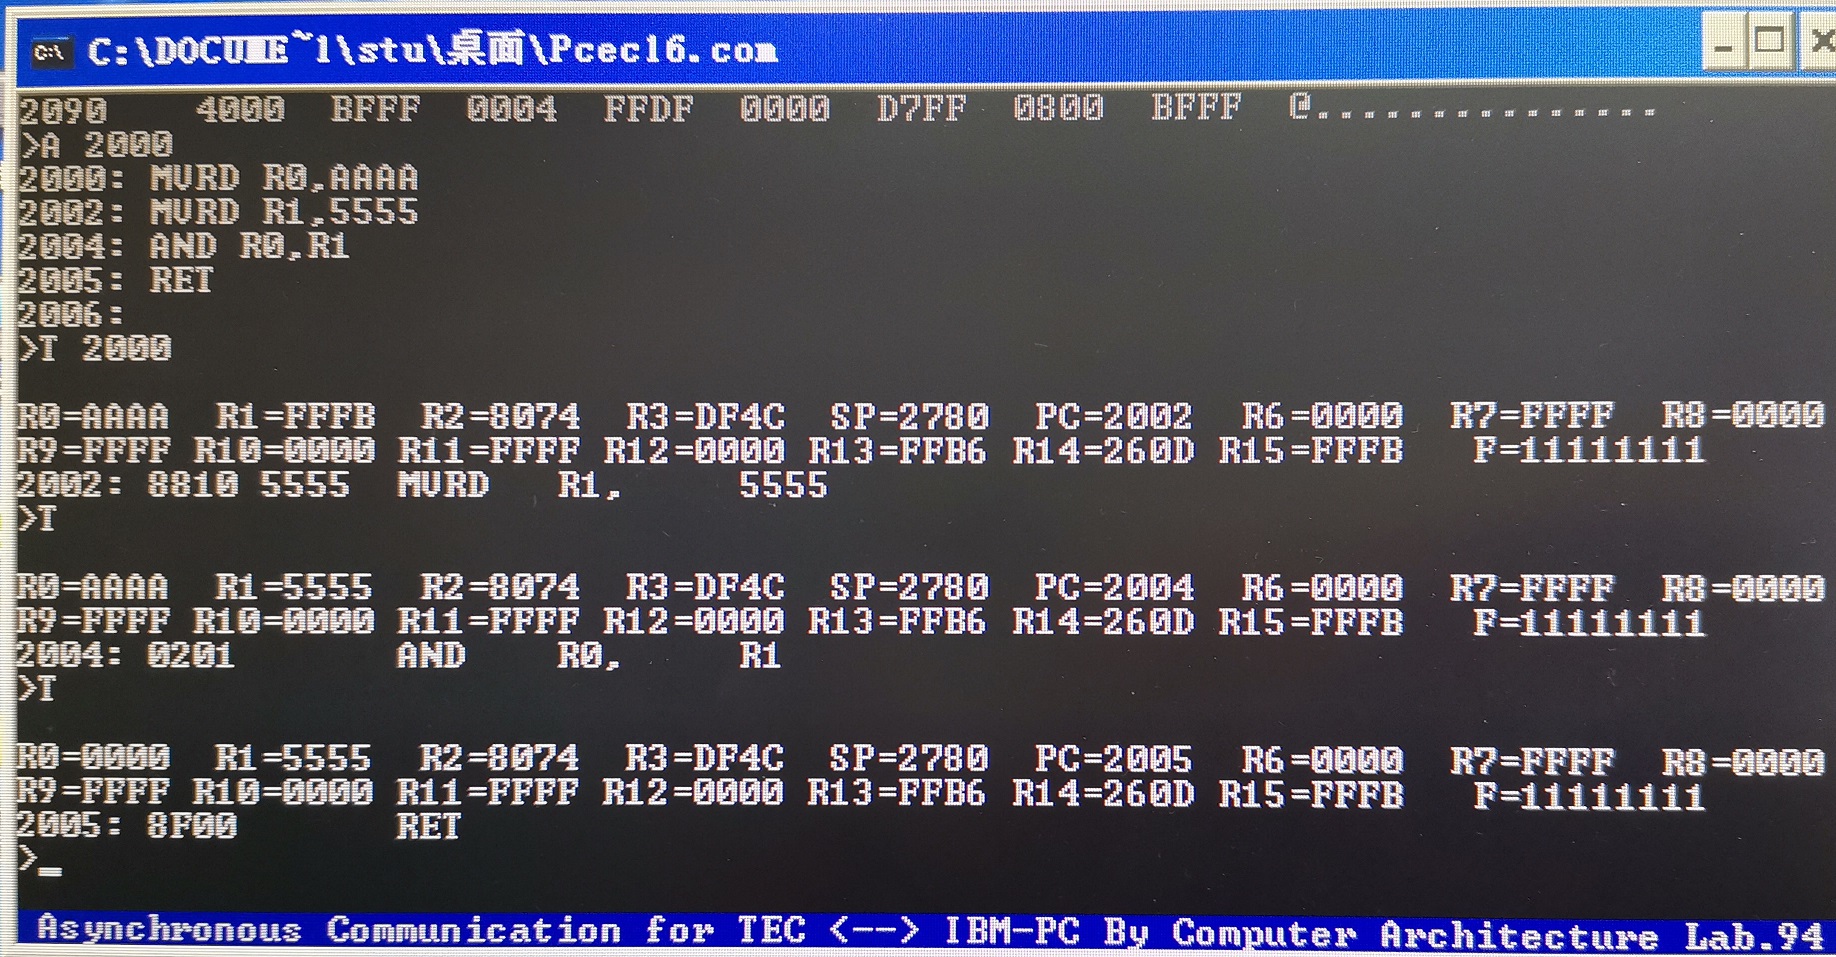 C:\DOCUME~1\stu\桌面\Pcec16.com
2090 4000 BFFF 0004 FFDF 0000 D7FF 0800 BFFF @...............
>A 2000
2000: MVRD R0,AAAA
2002: MVRD R1,5555
2004: AND R0,R1
2005: RET
2006:
>T 2000
R0=AAAA R1=FFFB R2=8074 R3=DF4C SP=2780 PC=2002 R6=0000 R7=FFFF R8=0000
R9=FFFF R10=0000 R11=FFFF R12=0000 R13=FFB6 R14=260D R15=FFFB F=11111111
2002: 8810 5555 MVRD R1, 5555
>T
R0=AAAA R1=5555 R2=8074 R3=DF4C SP=2780 PC=2004 R6=0000 R7=FFFF R8=0000
R9=FFFF R10=0000 R11=FFFF R12=0000 R13=FFB6 R14=260D R15=FFFB F=11111111
2004: 0201 AND R0, R1
>T
R0=0000 R1=5555 R2=8074 R3=DF4C SP=2780 PC=2005 R6=0000 R7=FFFF R8=0000
R9=FFFF R10=0000 R11=FFFF R12=0000 R13=FFB6 R14=260D R15=FFFB F=11111111
2005: 8F00 RET
>_
Asynchronous Communication for TEC <--> IBM-PC By Computer Architecture Lab.94